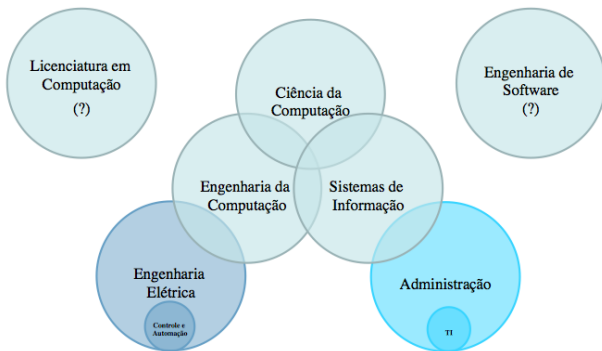 Licenciatura em
Computação
(?)
Ciência da
Computação
Engenharia de
Software
(?)
Engenharia da
Computação
Sistemas de
Informação
Engenharia
Elétrica
Controle e
Automação
Administração
TI